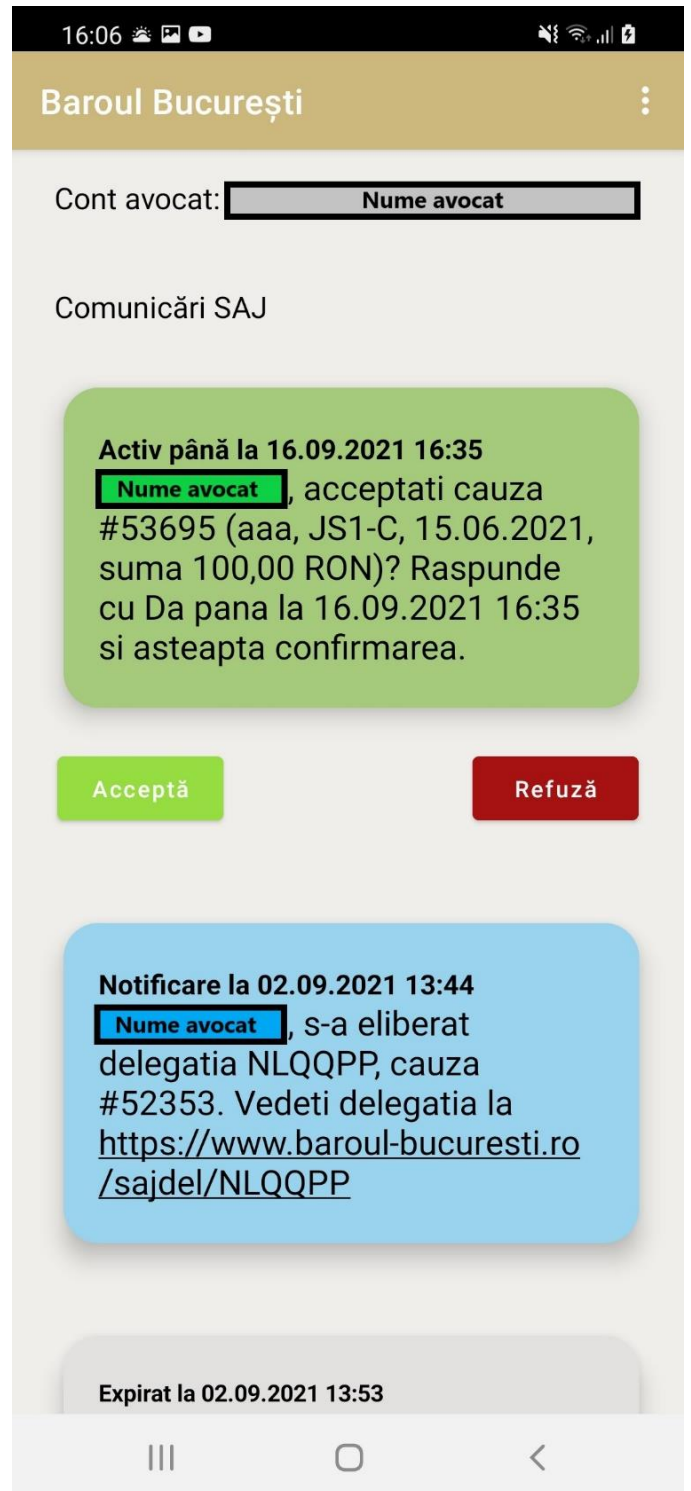 16:06
Baroul București
Cont avocat: Nume avocat
Comunicări SAJ
Activ până la 16.09.2021 16:35
Nume avocat , acceptati cauza
#53695 (aaa, JS1-C, 15.06.2021,
suma 100,00 RON)? Raspunde
cu Da pana la 16.09.2021 16:35
si asteapta confirmarea.
Acceptă
Refuză
Notificare la 02.09.2021 13:44
Nume avocat , s-a eliberat
delegatia NLQQPP, cauza
#52353. Vedeti delegatia la
https://www.baroul-bucuresti.ro
/sajdel/NLQQPP
Expirat la 02.09.2021 13:53